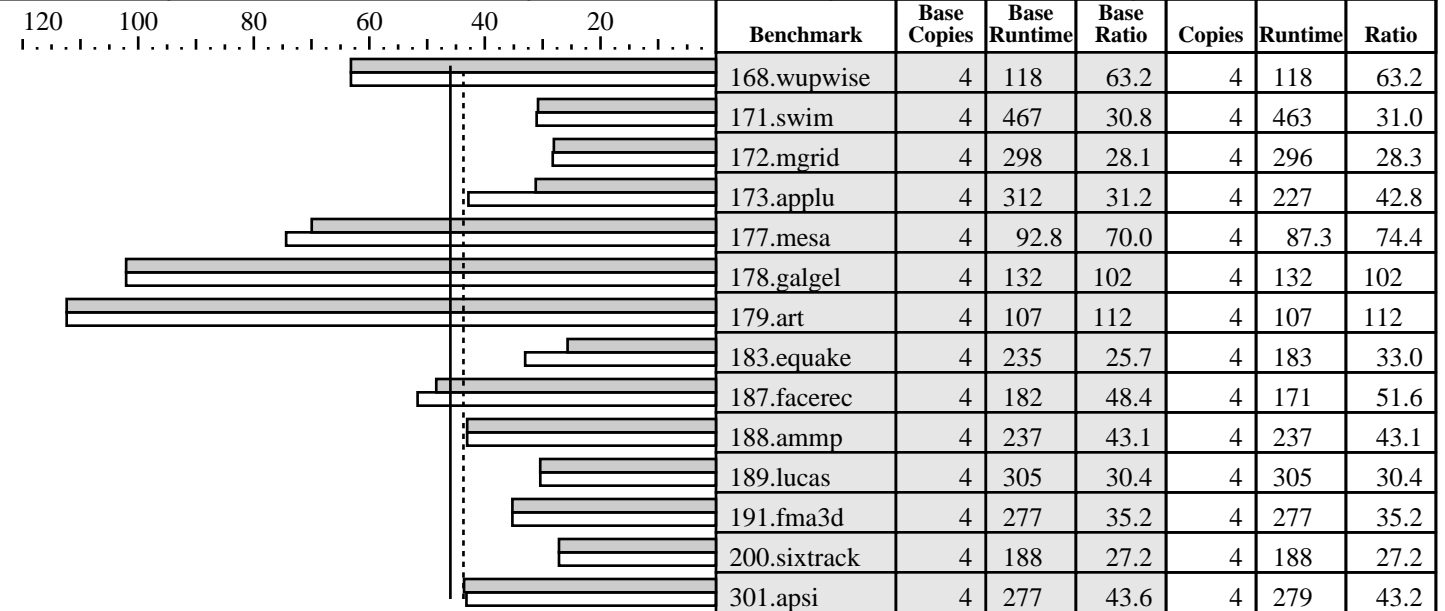 120 100 80 60 40 20
Benchmark Base Copies Base Runtime Base Ratio Copies Runtime Ratio
168.wupwise 4 118 63.2 4 118 63.2
171.swim 4 467 30.8 4 463 31.0
172.mgrid 4 298 28.1 4 296 28.3
173.applu 4 312 31.2 4 227 42.8
177.mesa 4 92.8 70.0 4 87.3 74.4
178.galgel 4 132 102 4 132 102
179.art 4 107 112 4 107 112
183.equake 4 235 25.7 4 183 33.0
187.facerec 4 182 48.4 4 171 51.6
188.ammp 4 237 43.1 4 237 43.1
189.lucas 4 305 30.4 4 305 30.4
191.fma3d 4 277 35.2 4 277 35.2
200.sixtrack 4 188 27.2 4 188 27.2
301.apsi 4 277 43.6 4 279 43.2